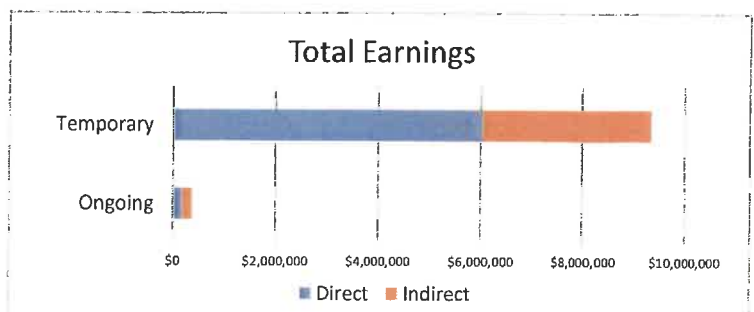 Total Earnings
Temporary
Ongoing
$0 $2,000,000 $4,000,000 $6,000,000 $8,000,000 $10,000,000
Direct Indirect